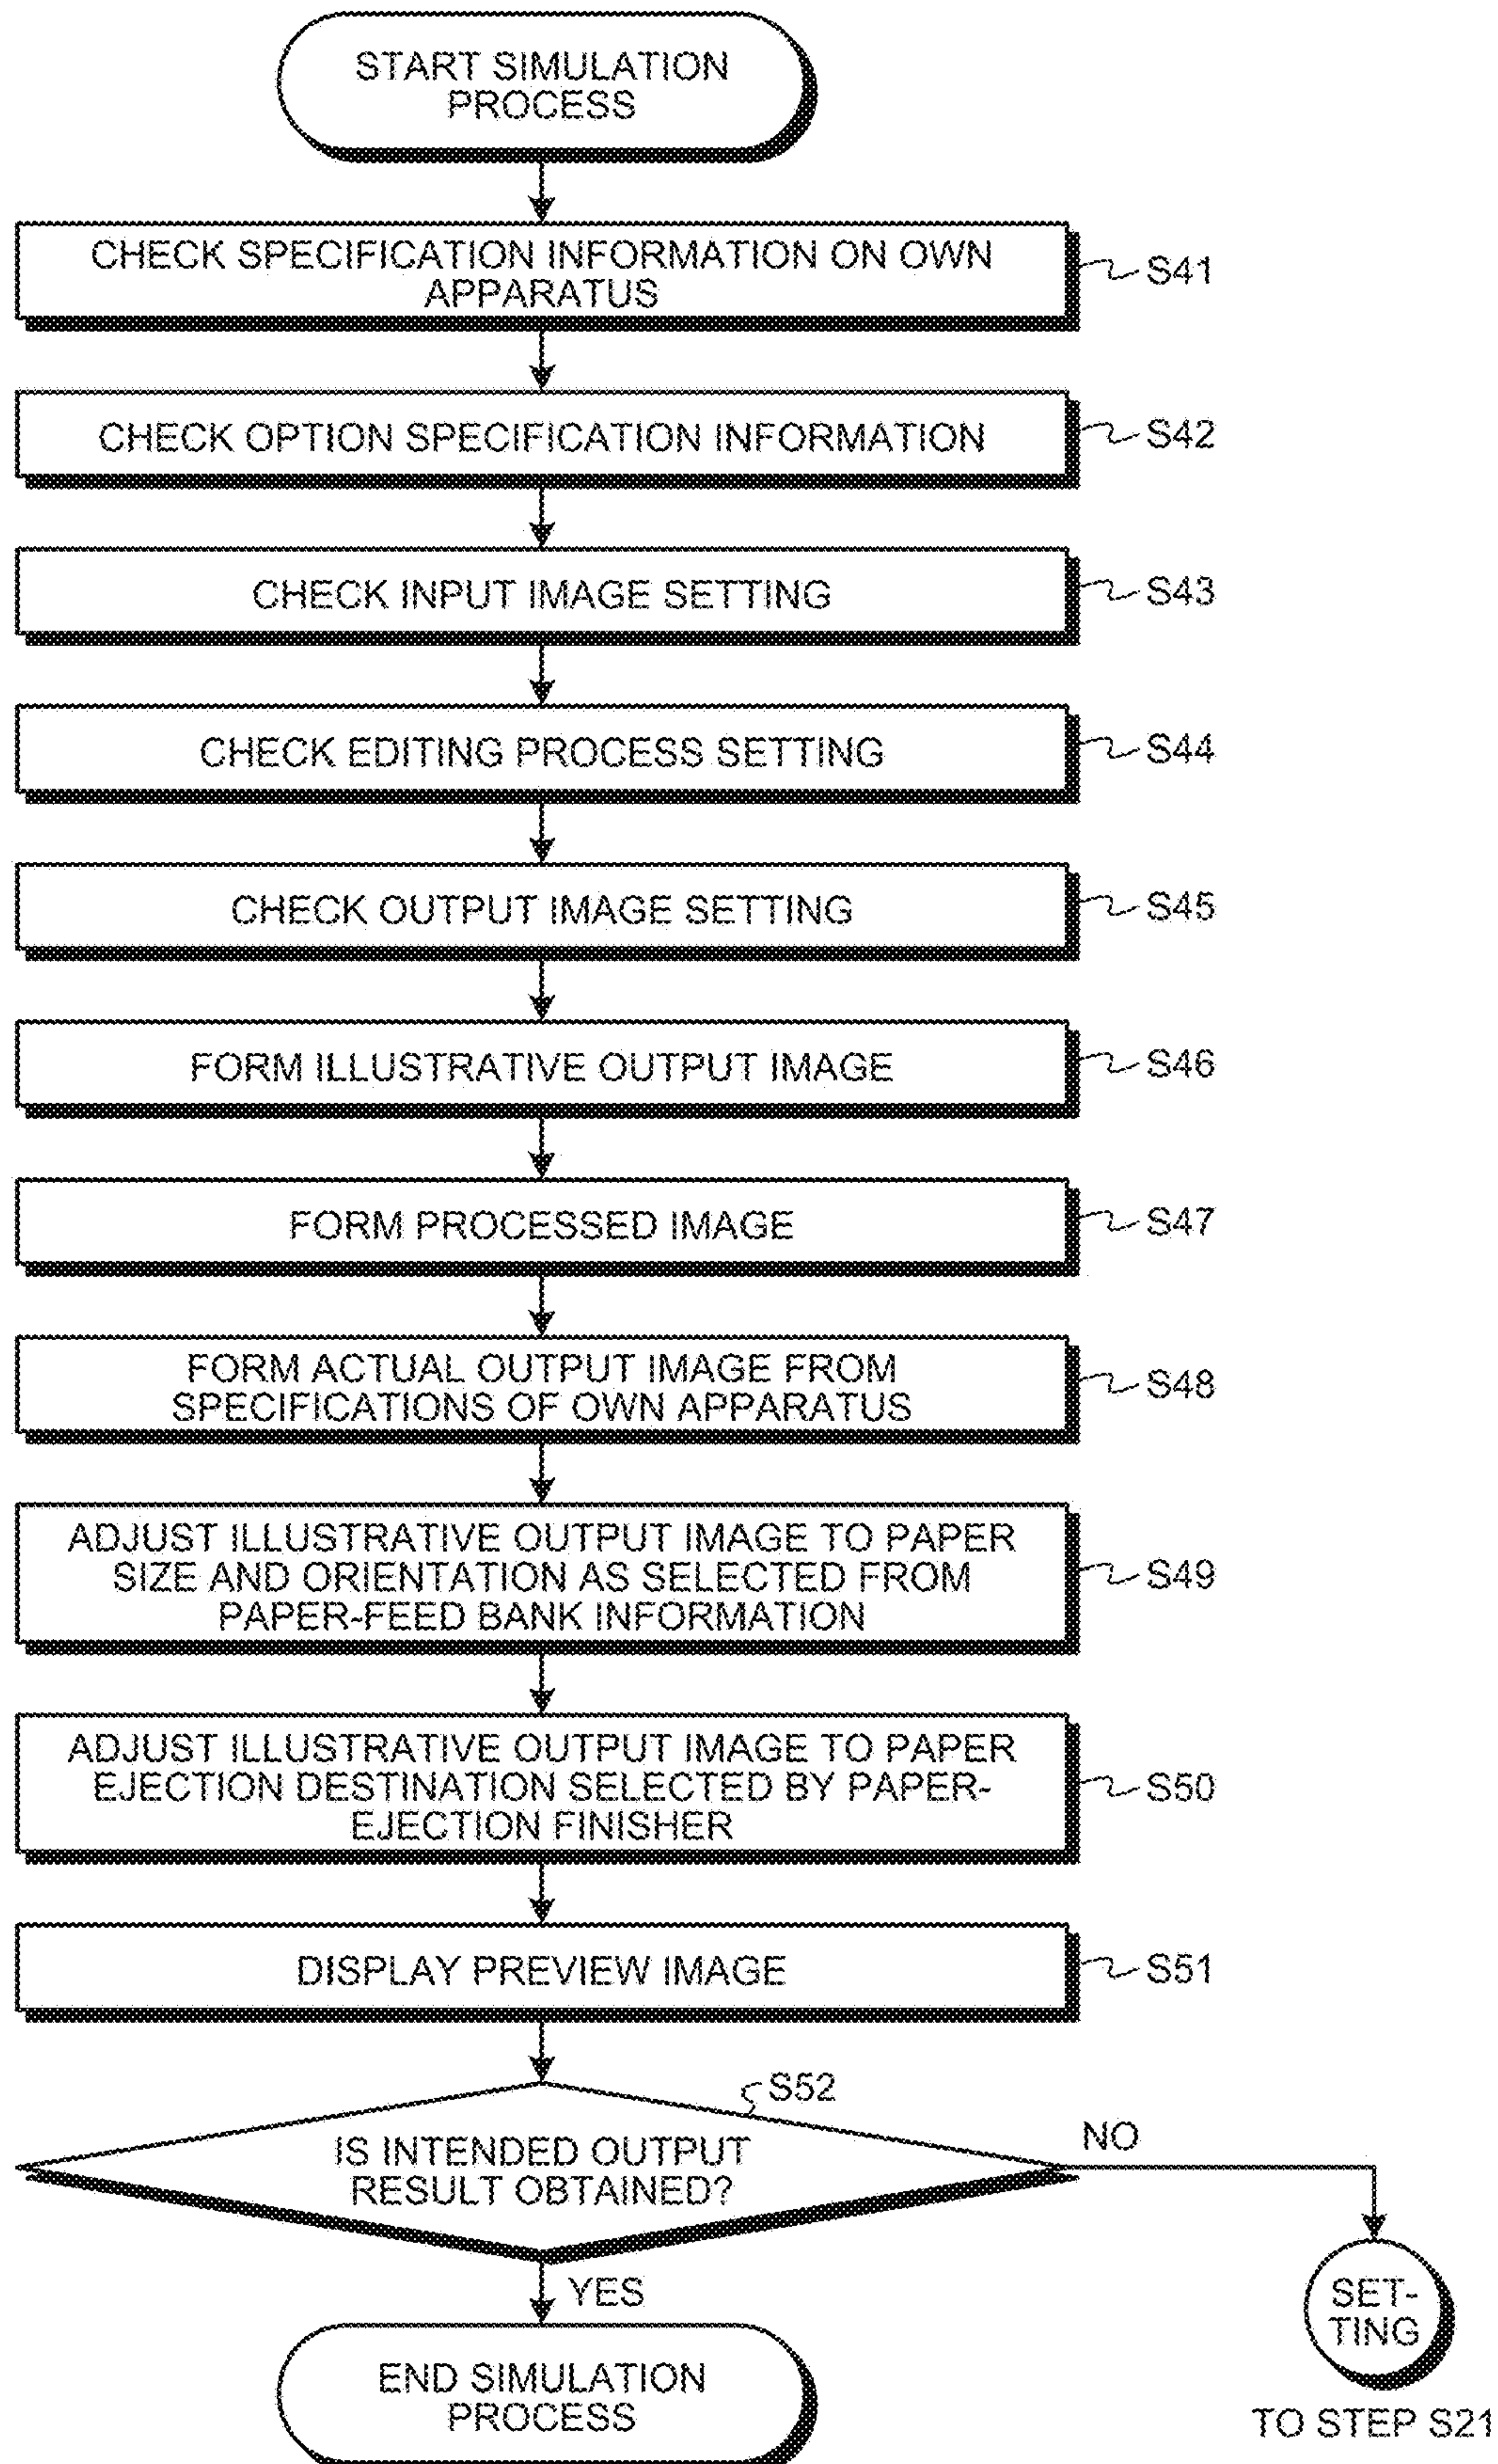 START SIMULATION
PROCESS
CHECK SPECIFICATION INFORMATION ON OWN
APPARATUS
S41
CHECK OPTION SPECIFICATION INFORMATION
S42
CHECK INPUT IMAGE SETTING
S43
CHECK EDITING PROCESS SETTING
S44
CHECK OUTPUT IMAGE SETTING
S45
FORM ILLUSTRATIVE OUTPUT IMAGE
S46
FORM PROCESSED IMAGE
S47
FORM ACTUAL OUTPUT IMAGE FROM
SPECIFICATIONS OF OWN APPARATUS
S48
ADJUST ILLUSTRATIVE OUTPUT IMAGE TO PAPER
SIZE AND ORIENTATION AS SELECTED FROM
PAPER-FEED BANK INFORMATION
S49
ADJUST ILLUSTRATIVE OUTPUT IMAGE TO PAPER
EJECTION DESTINATION SELECTED BY PAPER-
EJECTION FINISHER
S50
DISPLAY PREVIEW IMAGE
S51
S52
IS INTENDED OUTPUT
RESULT OBTAINED?
NO
YES
SET-
TING
TO STEP S21
END SIMULATION
PROCESS